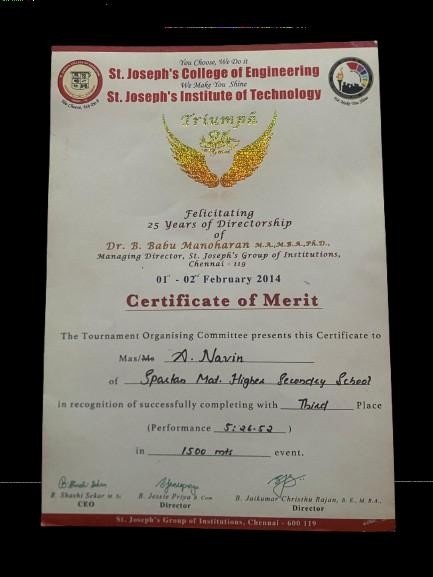 You Choose, We Do it
St. Joseph's College of Engineering
We Make You Shine
St. Joseph's Institute of Technology
Triumph
25
Felicitating
25 Years of Directorship
of
Dr. B. Babu Manoharan M.A.,M.B.A.,Ph.D.,
Managing Director, St. Joseph's Group of Institutions,
Chennai - 119
01st - 02nd February 2014
Certificate of Merit
The Tournament Organising Committee presents this Certificate to
Mas/Ms A. Navin
of Spartan Mat. Higher Secondary School
in recognition of successfully completing with Third Place
(Performance 5:26.52 )
in 1500 mts event.
B. Shashi Sekar M. Sc
CEO
B. Jessie Priya B. Com
Director
B. Jaikumar Christhu Rajan, B. E., M. B.A.,
Director
St. Joseph's Group of Institutions, Chennai - 600 119